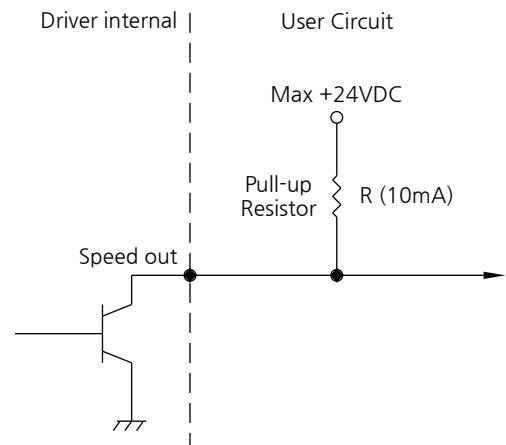 Driver internal
User Circuit
Max +24VDC
Pull-up
Resistor
R (10mA)
Speed out